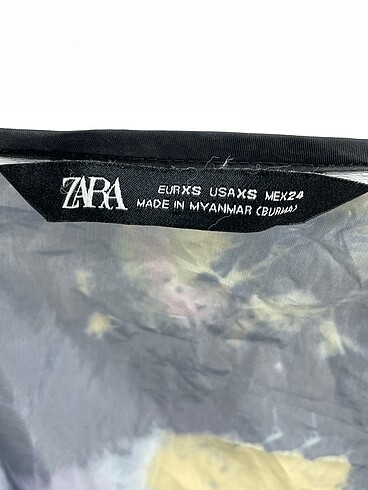 ZARA
EURXS USAXS MEX24
MADE IN MYANMAR (BURMA)